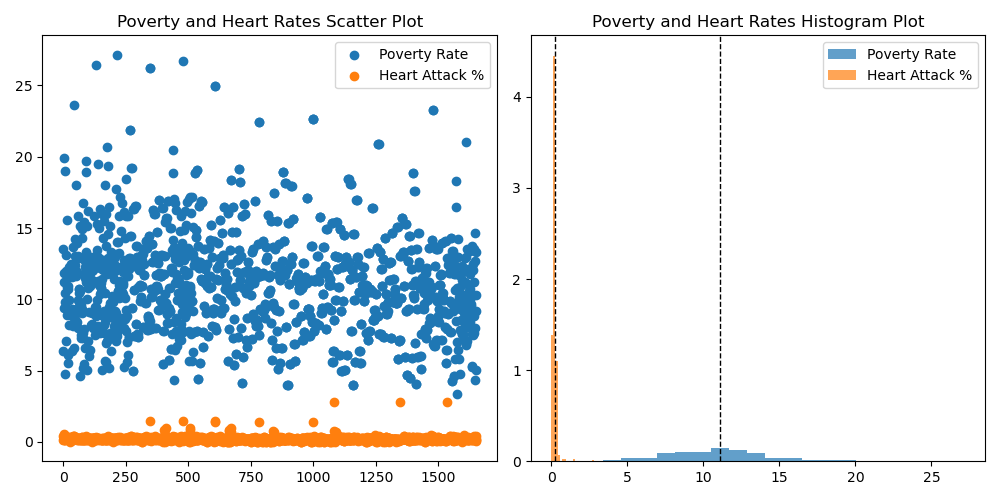 Poverty and Heart Rates Scatter Plot
Poverty Rate
Heart Attack %
25
20
15
10
5
0
0 250 500 750 1000 1250 1500
Poverty and Heart Rates Histogram Plot
Poverty Rate
Heart Attack %
4
3
2
1
0
0 5 10 15 20 25